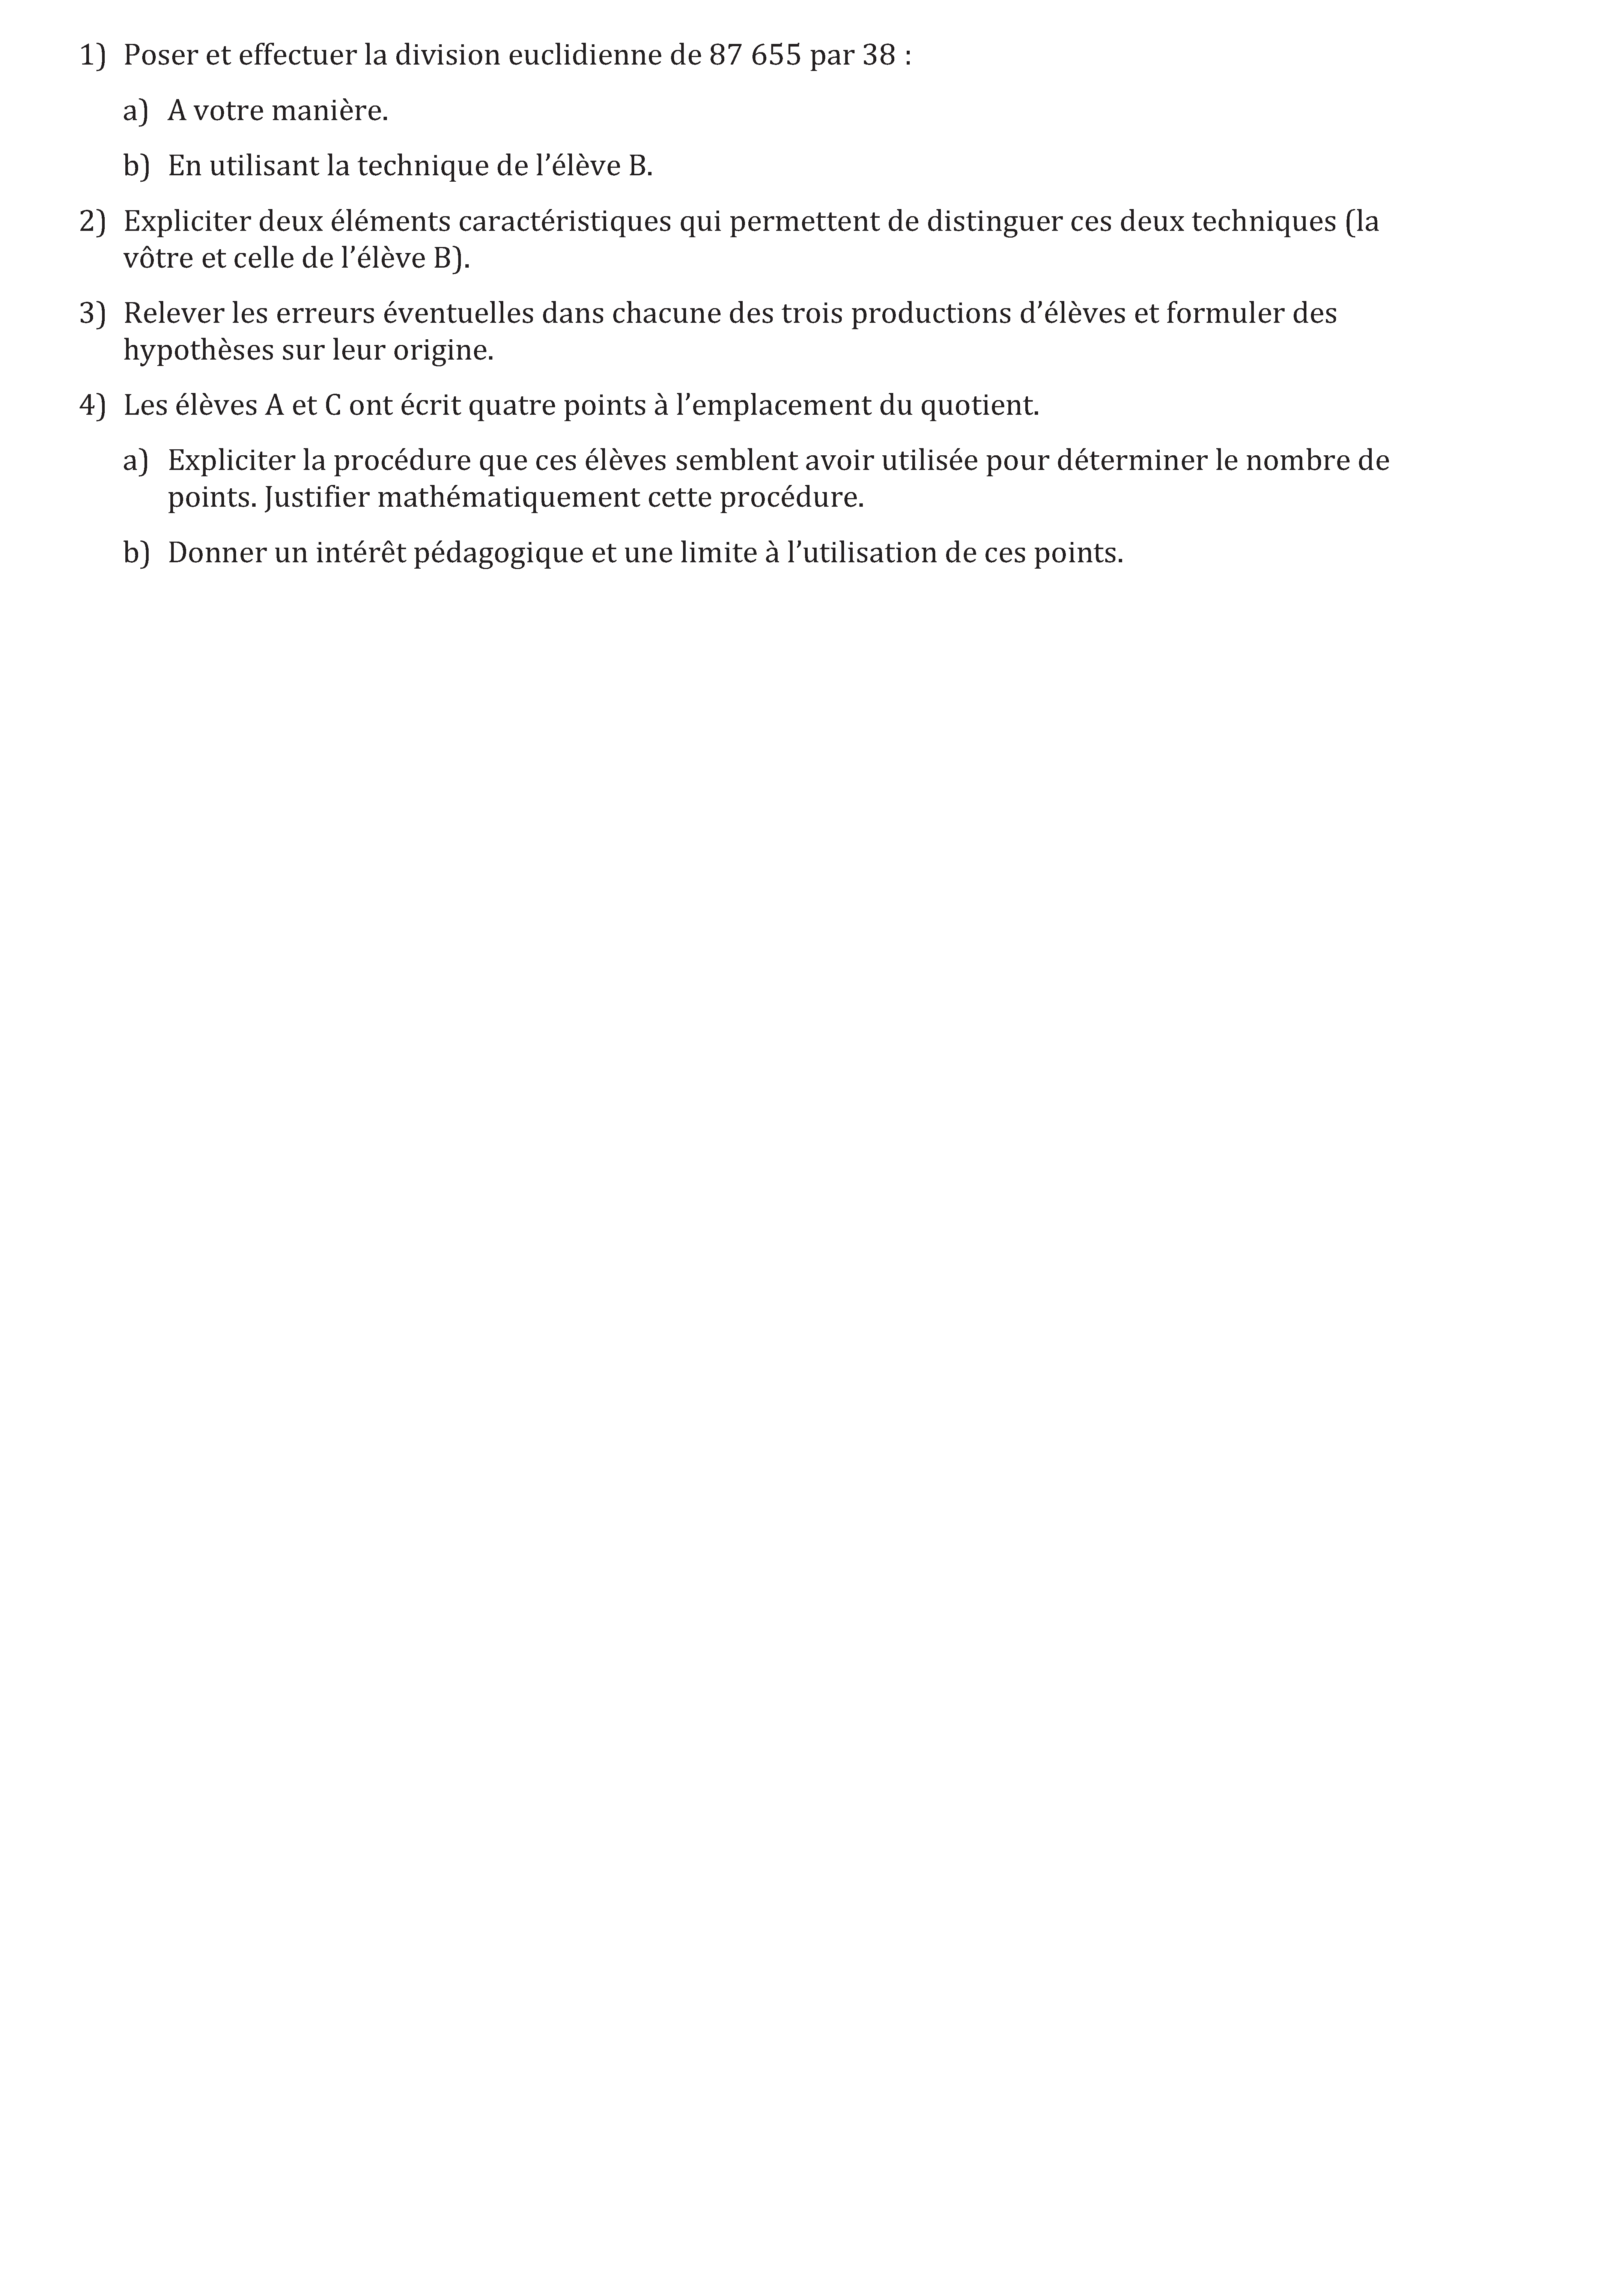 1) Poser et effectuer la division euclidienne de 87 655 par 38 :
a) A votre manière.
b) En utilisant la technique de l’élève B.
2) Expliciter deux éléments caractéristiques qui permettent de distinguer ces deux techniques (la
vôtre et celle de l’élève B).
3) Relever les erreurs éventuelles dans chacune des trois productions d’élèves et formuler des
hypothèses sur leur origine.
4) Les élèves A et C ont écrit quatre points à l’emplacement du quotient.
a) Expliciter la procédure que ces élèves semblent avoir utilisée pour déterminer le nombre de
points. Justifier mathématiquement cette procédure.
b) Donner un intérêt pédagogique et une limite à l’utilisation de ces points.